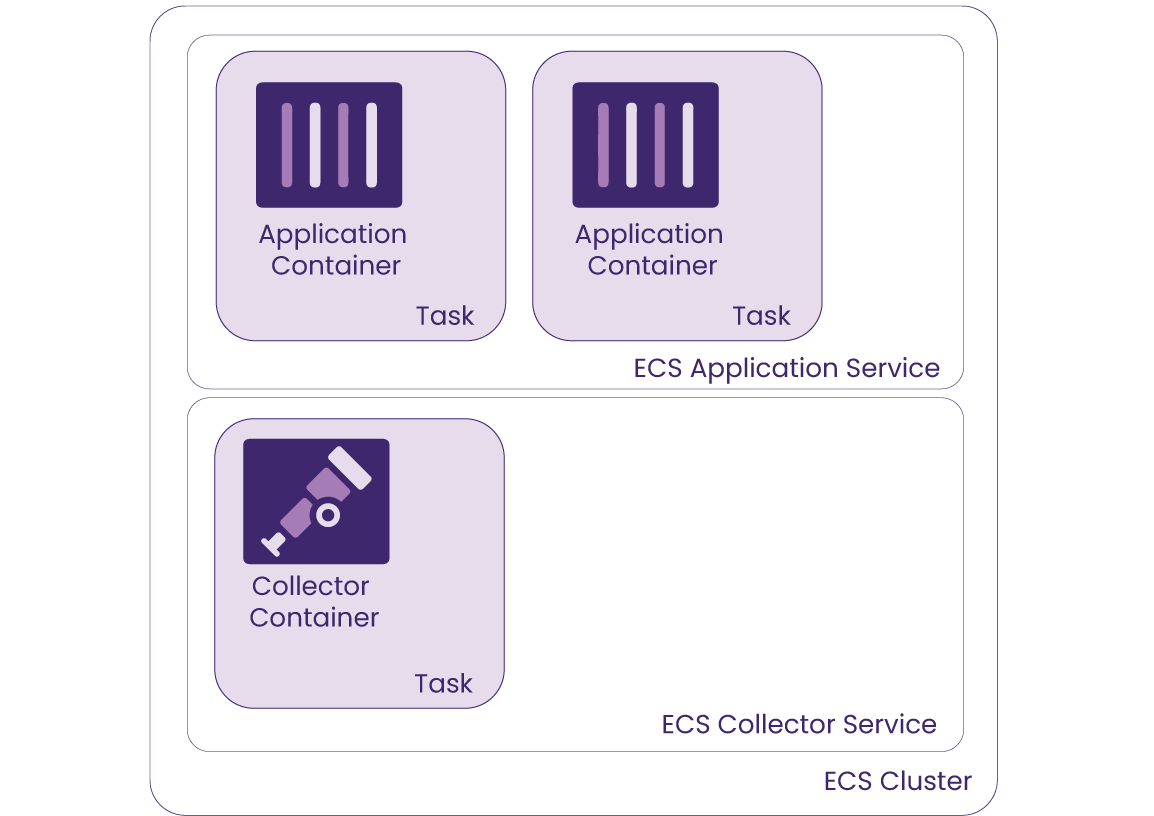 Application
Container
Task
Application
Container
Task
ECS Application Service
Collector
Container
Task
ECS Collector Service
ECS Cluster